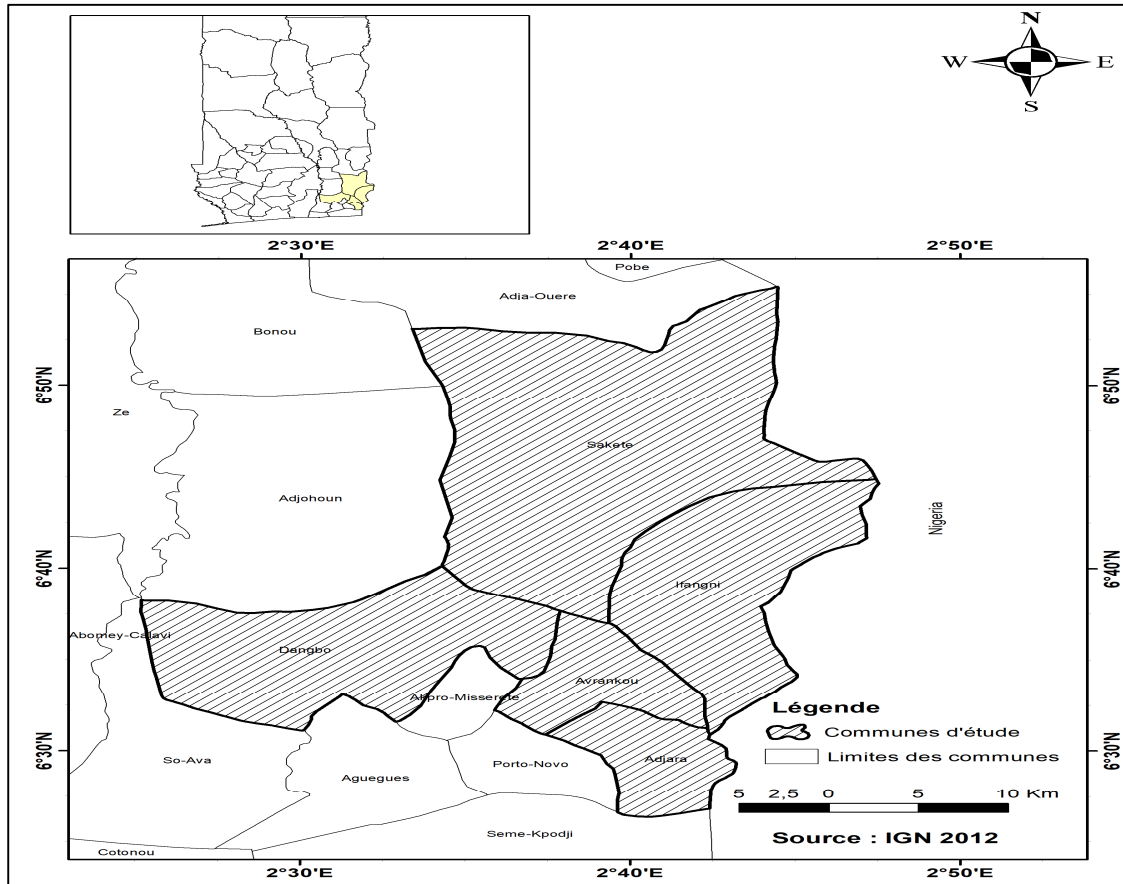 N
W E
S
2°30'E 2°40'E 2°50'E
Pobe
Adja-Ouere
Bonou
6°50'N 6°50'N
Ze
Sakete
Adjohoun
Nigeria
6°40'N 6°40'N
Ifangni
Abomey-Calavi
Dangbo
Avrankou
Akpro-Misserete
Légende
Communes d'étude
6°30'N 6°30'N
Limites des communes
So-Ava
Adjara
Porto-Novo
Aguegues
5 2,5 0 5 10 Km
Seme-Kpodji
Source : IGN 2012
Cotonou
2°30'E 2°40'E 2°50'E